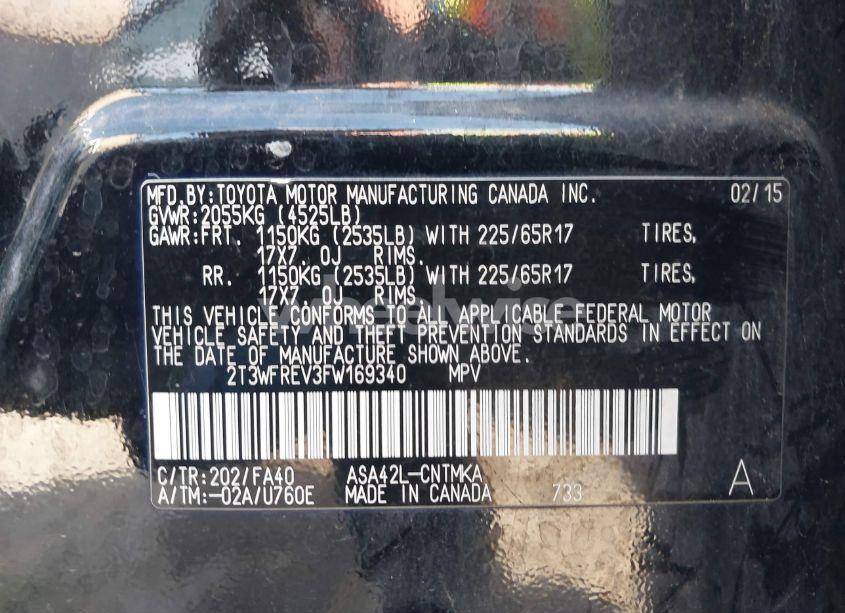 MFD.BY:TOYOTA MOTOR MANUFACTURING CANADA INC. 02/15
GVWR:2055KG (4525LB)
GAWR:FRT. 1150KG (2535LB) WITH 225/65R17 TIRES,
17X7.0J RIMS.
RR. 1150KG (2535LB) WITH 225/65R17 TIRES,
17X7.0J RIMS.
wheelwise
THIS VEHICLE CONFORMS TO ALL APPLICABLE FEDERAL MOTOR
VEHICLE SAFETY AND THEFT PREVENTION STANDARDS IN EFFECT ON
THE DATE OF MANUFACTURE SHOWN ABOVE.
2T3WFREV3FW169340 MPV
C/TR:202/FA40 ASA42L-CNTMKA
A/TM:-02A/U760E MADE IN CANADA 733 A